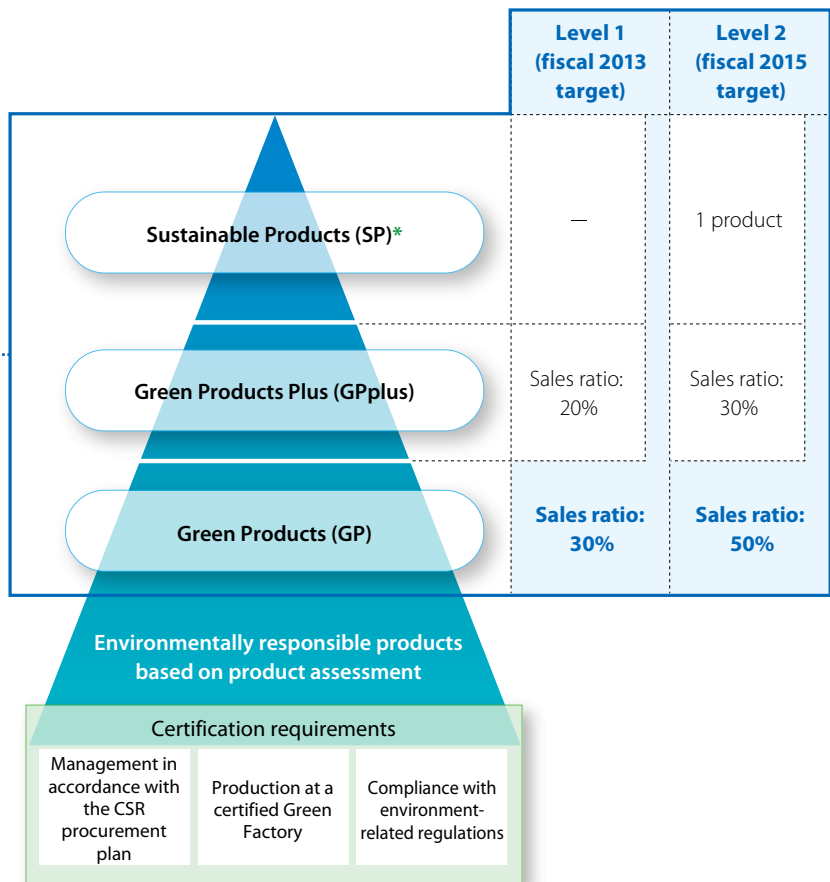 Level 1
(fiscal 2013
target)
Level 2
(fiscal 2015
target)
Sustainable Products (SP)*
—
1 product
Green Products Plus (GPplus)
Sales ratio:
20%
Sales ratio:
30%
Green Products (GP)
Sales ratio:
30%
Sales ratio:
50%
Environmentally responsible products
based on product assessment
Certification requirements
Management in
accordance with
the CSR
procurement
plan
Production at a
certified Green
Factory
Compliance with
environment-
related regulations